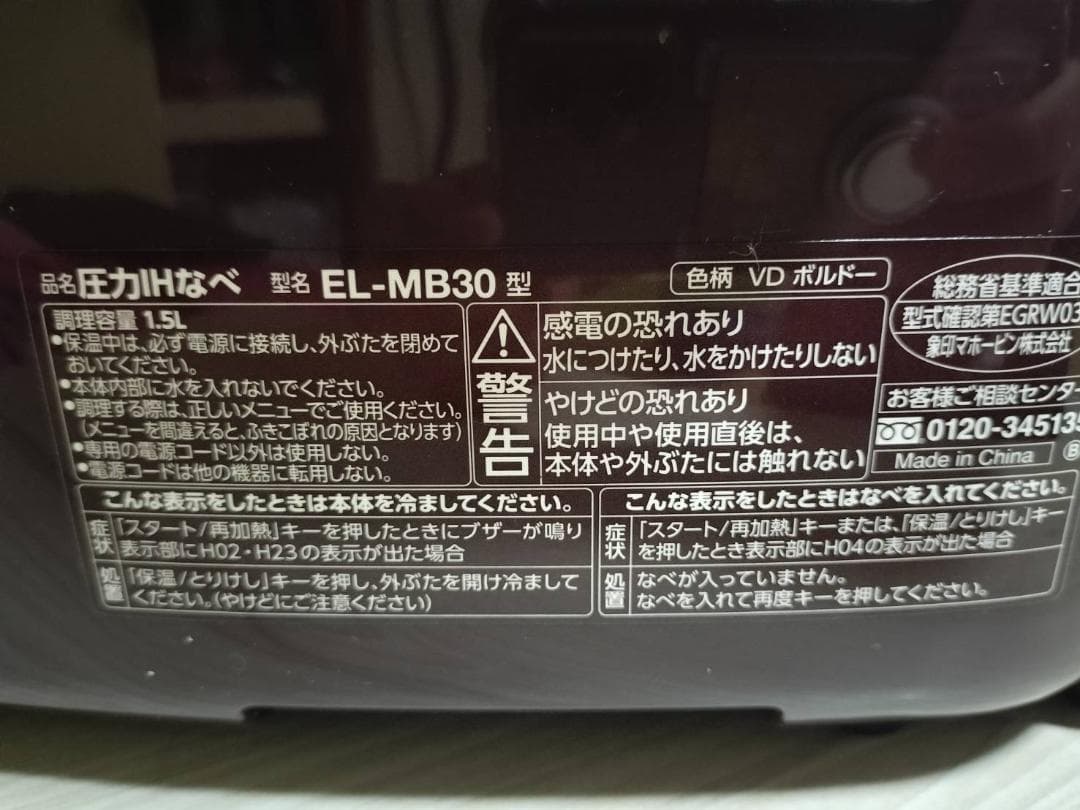 品名 圧力IHなべ 型名 EL-MB30 型
色柄 VD ボルドー
調理容量 1.5L
•保温中は、必ず電源に接続し、外ぶたを閉めて
おいてください。
•本体内部に水を入れないでください。
•調理する際は、正しいメニューでご使用ください。
(メニューを間違えると、ふきこぼれの原因となります)
•専用の電源コード以外は使用しない。
•電源コードは他の機器に転用しない。
警告
感電の恐れあり
水につけたり、水をかけたりしない
やけどの恐れあり
使用中や使用直後は、
本体や外ぶたには触れない
総務省基準適合
型式確認第EGRW03
象印マホービン株式会社
お客様ご相談センター
0120-345135
Made in China
B
こんな表示をしたときは本体を冷ましてください。
症状
「スタート/再加熱」キーを押したときにブザーが鳴り
表示部にH02・H23の表示が出た場合
処置
「保温/とりけし」キーを押し、外ぶたを開け冷まして
ください。(やけどにご注意ください)
こんな表示をしたときはなべを入れてください。
症状
「スタート/再加熱」キーまたは、「保温/とりけし」キー
を押したとき表示部にH04の表示が出た場合
処置
なべが入っていません。
なべを入れて再度キーを押してください。